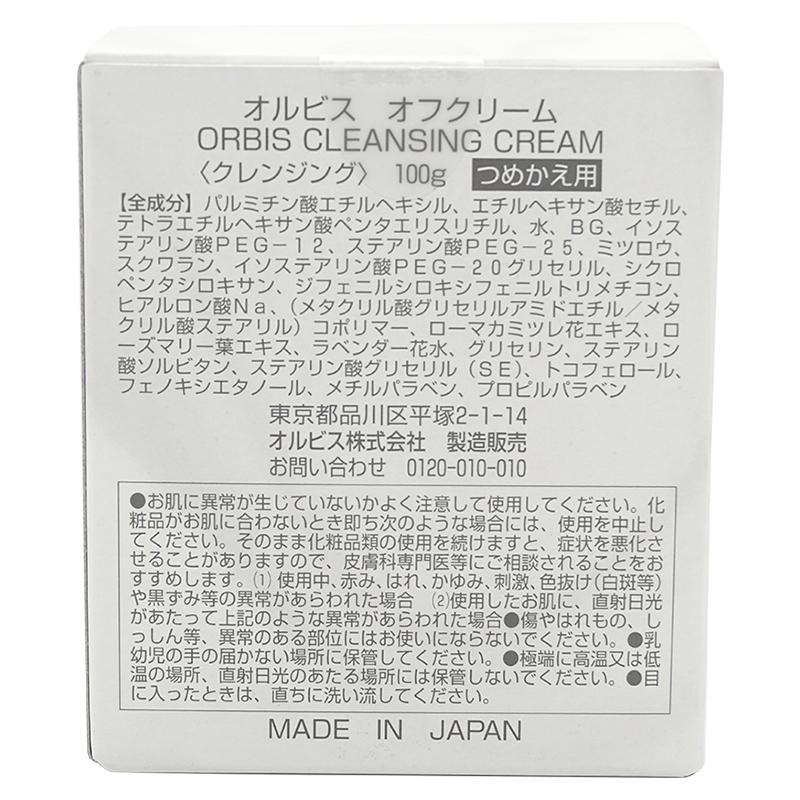 オルビス オフクリーム
ORBIS CLEANSING CREAM
〈クレンジング〉 100g つめかえ用
【全成分】パルミチン酸エチルヘキシル、エチルヘキサン酸セチル、
テトラエチルヘキサン酸ペンタエリスリチル、水、BG、イソス
テアリン酸PEG－12、ステアリン酸PEG－25、ミツロウ、
スクワラン、イソステアリン酸PEG－20グリセリル、シクロ
ペンタシロキサン、ジフェニルシロキシフェニルトリメチコン、
ヒアルロン酸Na、（メタクリル酸グリセリルアミドエチル／メタ
クリル酸ステアリル）コポリマー、ローマカミツレ花エキス、ロ
ーズマリー葉エキス、ラベンダー花水、グリセリン、ステアリン
酸ソルビタン、ステアリン酸グリセリル（SE）、トコフェロール、
フェノキシエタノール、メチルパラベン、プロピルパラベン
東京都品川区平塚2-1-14
オルビス株式会社 製造販売
お問い合わせ 0120-010-010
●お肌に異常が生じていないかよく注意して使用してください。化
粧品がお肌に合わないとき即ち次のような場合には、使用を中止し
てください。そのまま化粧品類の使用を続けますと、症状を悪化さ
せることがありますので、皮膚科専門医等にご相談されることをお
すすめします。⑴使用中、赤み、はれ、かゆみ、刺激、色抜け（白斑等）
や黒ずみ等の異常があらわれた場合 ⑵使用したお肌に、直射日光
があたって上記のような異常があらわれた場合●傷やはれもの、し
っしん等、異常のある部位にはお使いにならないでください。●乳
幼児の手の届かない場所に保管してください。●極端に高温又は低
温の場所、直射日光のあたる場所には保管しないでください。●目
に入ったときは、直ちに洗い流してください。
MADE IN JAPAN